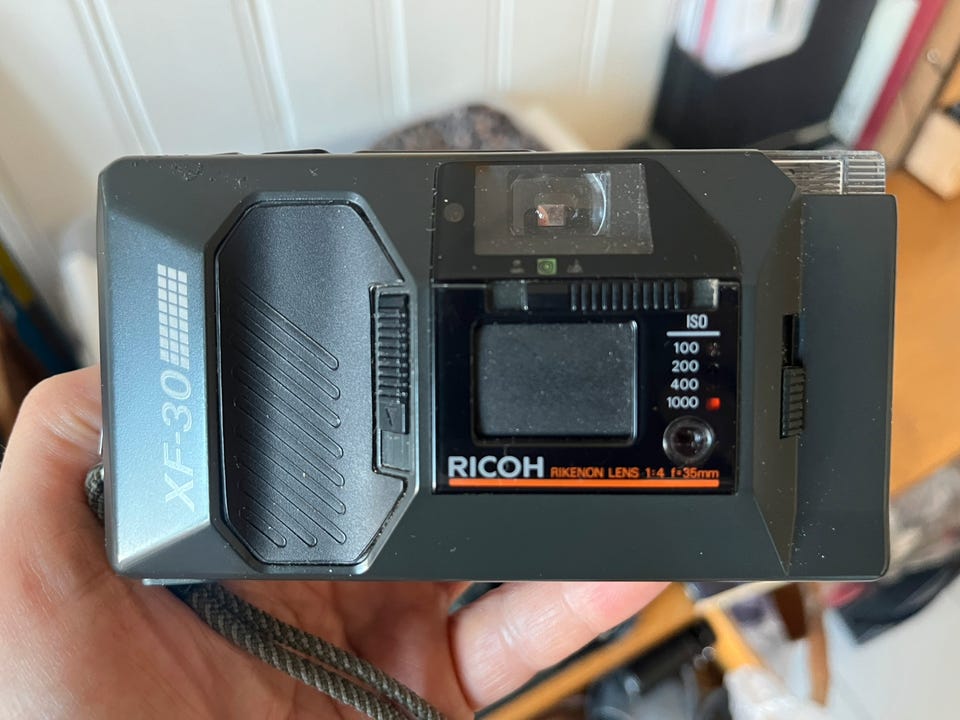 XF-30
ISO
100
200
400
1000
RICOH RIKENON LENS 1:4 f=35mm